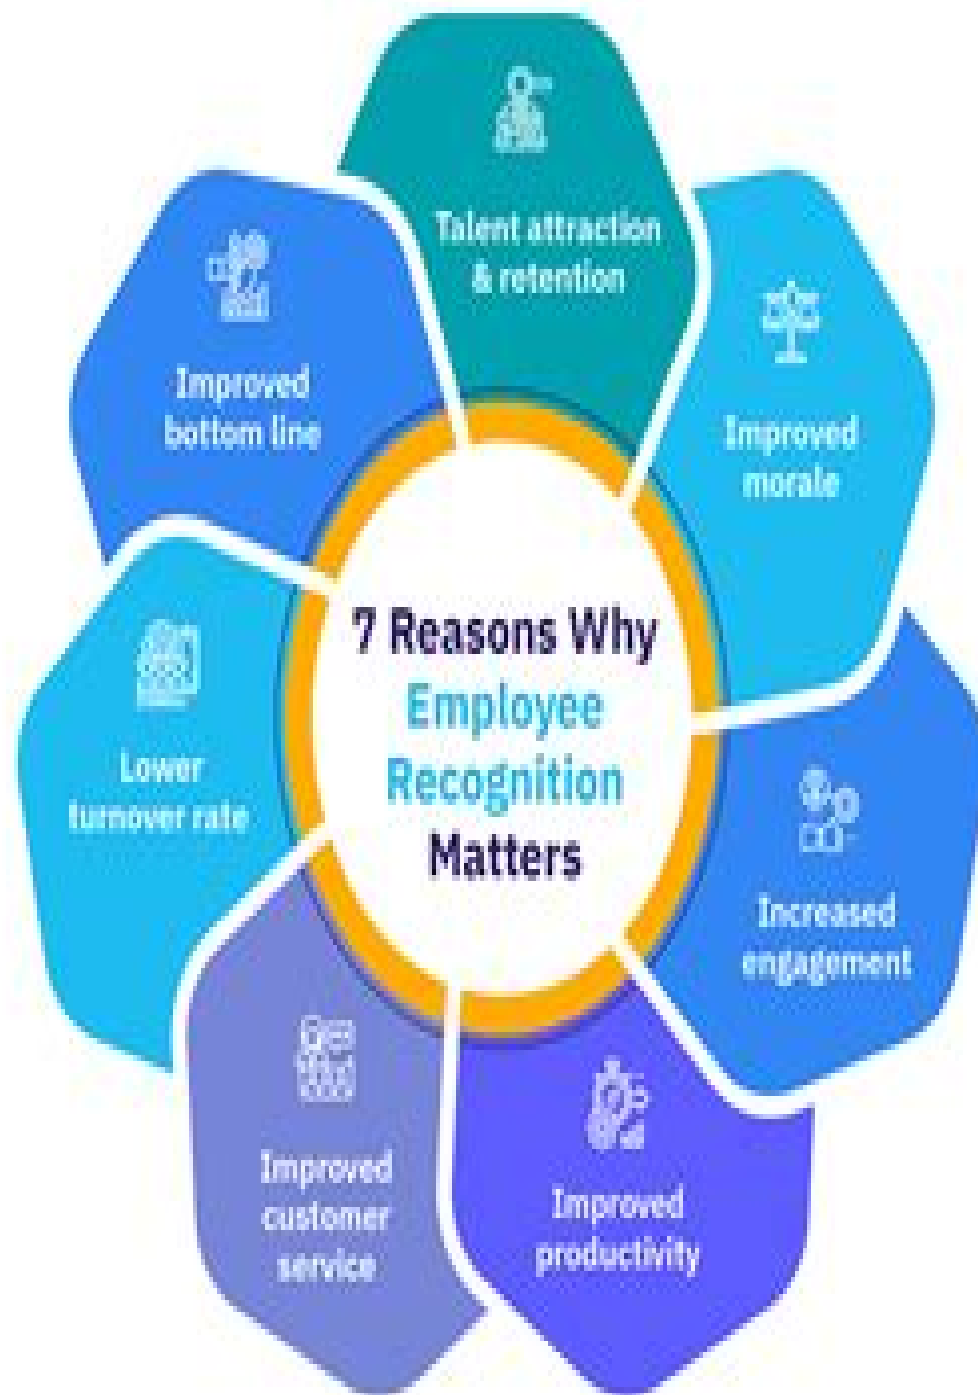 7 Reasons Why
Employee
Recognition
Matters
Talent attraction
& retention
Improved
morale
Increased
engagement
Improved
productivity
Improved
customer
service
Lower
turnover rate
Improved
bottom line